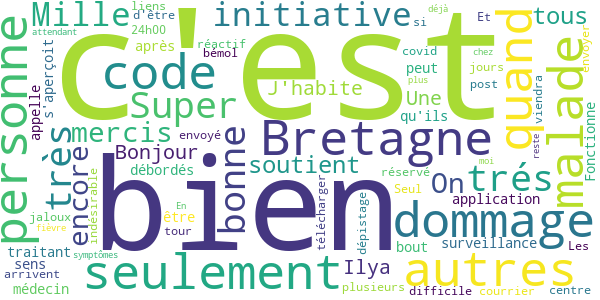 Mille
initiative
liens
d'être
24h00
après
réactif
bémol
si
déjà
Et
tous
attendant
s'aperçoit
appelle
personne
c'est
code
Super
J'habite
covid
peut
Une
qu'ils
quand
chez
jours
plus
post
viendra
malade
envoyer
Fonctionne
très
mercis
envoyé
Bretagne
encore
bonne
Bonjour
débordés
soutient
réservé
Seul
On
trés
reste
moi
application
indésirable
jaloux
fièvre
En
être
tour
bien
télécharger
dépistage
dommage
surveillance
Les
traitant
sens
arrivent
symptômes
seulement
Ilya
bout
autres
médecin
plusieurs
difficile
courrier
centre